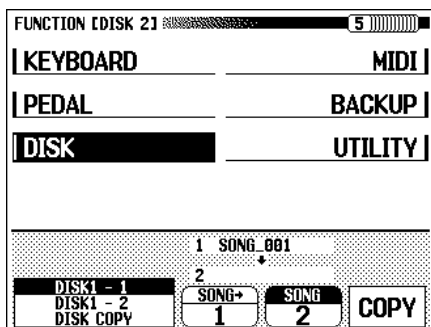 FUNCTION [DISK 2] 5
KEYBOARD MIDI
PEDAL BACKUP
DISK UTILITY
1 SONG_001
2
DISK1 - 1
DISK1 - 2
DISK COPY
SONG→ 1
SONG 2
COPY